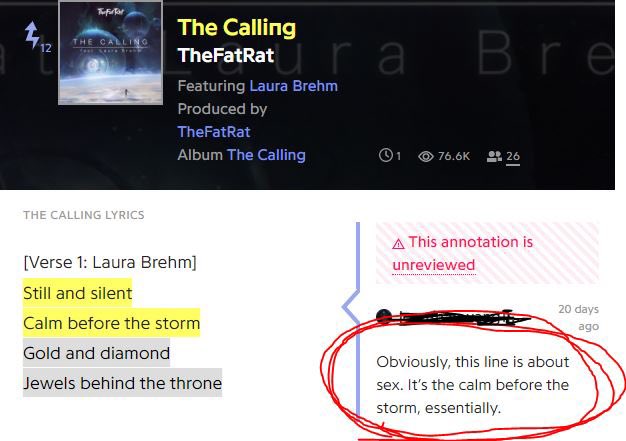 The Calling
TheFatRat
Featuring Laura Brehm
Produced by
TheFatRat
Album The Calling
12
TheFatRat
THE CALLING
feat. Laura Brehm
1 76.6K 26
at Laura Bre
THE CALLING LYRICS
[Verse 1: Laura Brehm]
Still and silent
Calm before the storm
Gold and diamond
Jewels behind the throne
This annotation is
unreviewed
20 days
ago
Obviously, this line is about
sex. It's the calm before the
storm, essentially.